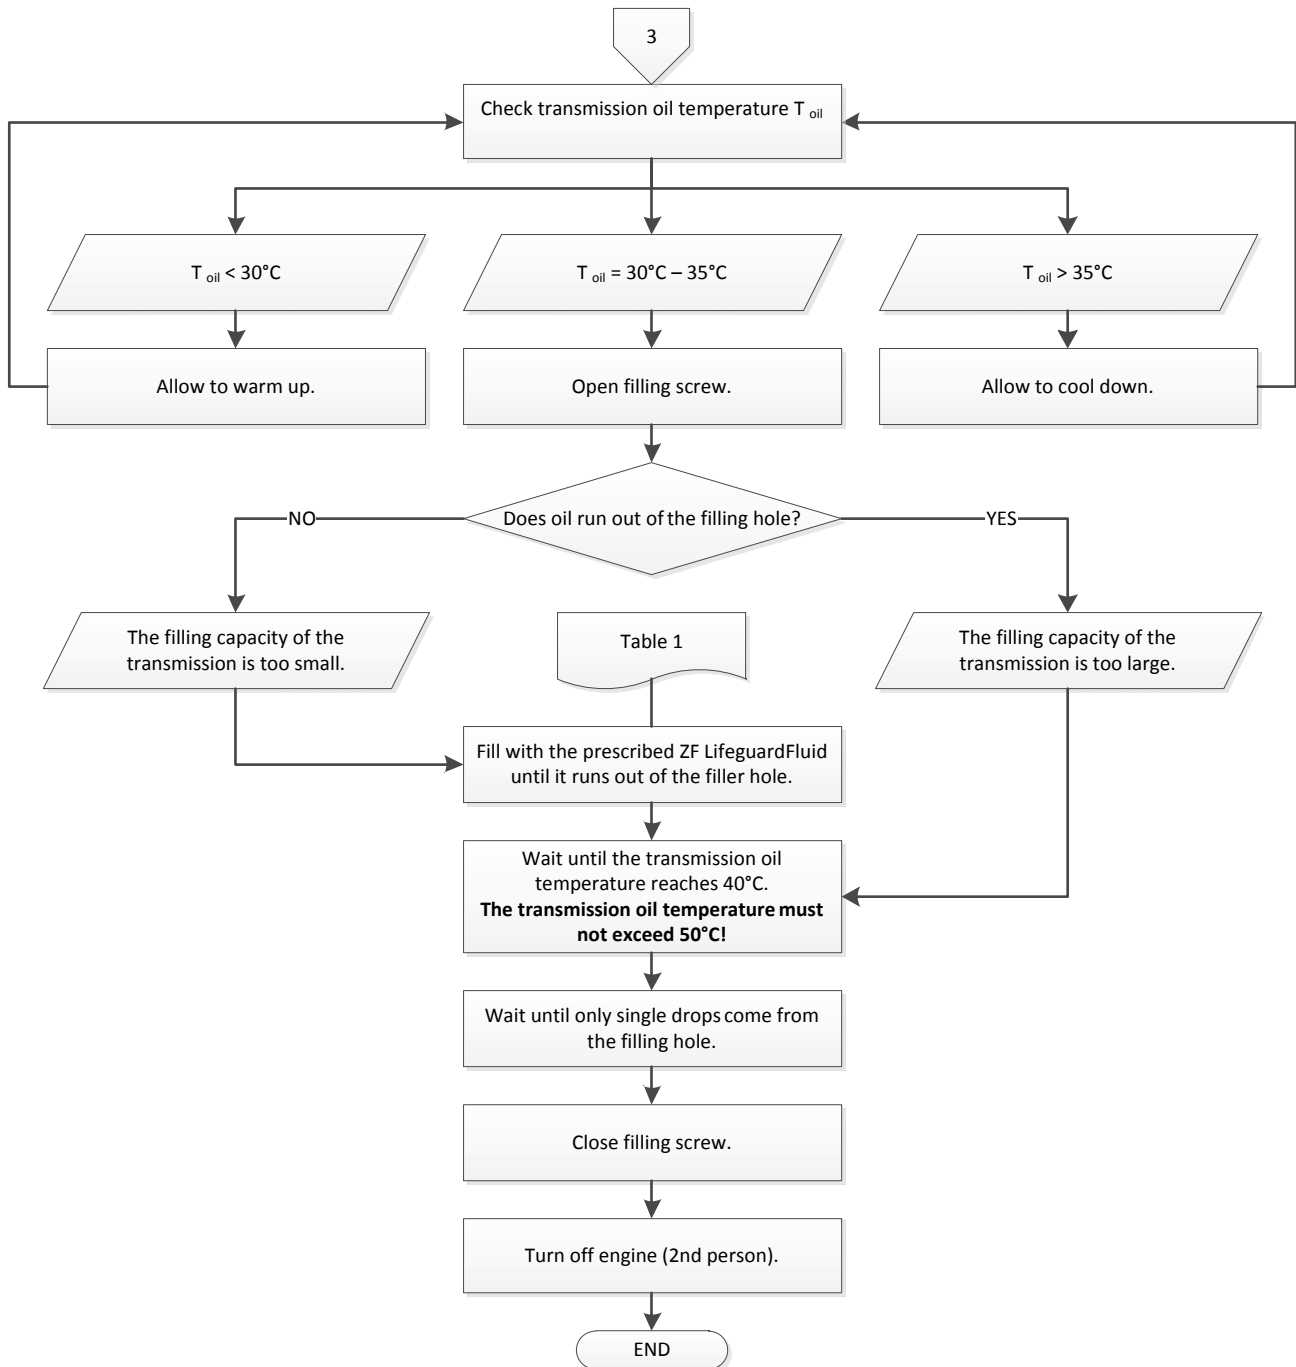 3
Check transmission oil temperature T oil
T oil < 30°C
T oil = 30°C – 35°C
T oil > 35°C
Allow to warm up.
Open filling screw.
Allow to cool down.
Does oil run out of the filling hole?
NO
YES
The filling capacity of the
transmission is too small.
Table 1
The filling capacity of the
transmission is too large.
Fill with the prescribed ZF LifeguardFluid
until it runs out of the filler hole.
Wait until the transmission oil
temperature reaches 40°C.
The transmission oil temperature must
not exceed 50°C!
Wait until only single drops come from
the filling hole.
Close filling screw.
Turn off engine (2nd person).
END